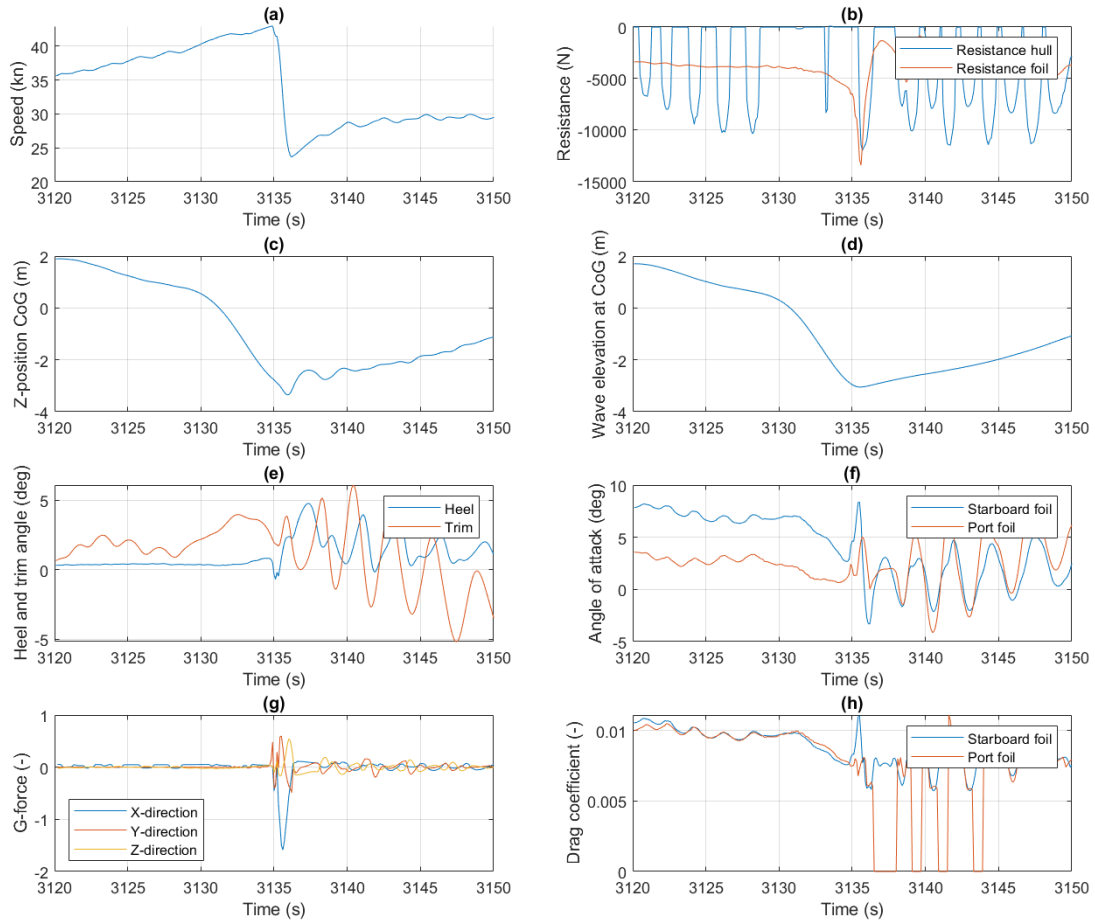 (a)
Speed (kn)
40
35
30
25
20
3120 3125 3130 3135 3140 3145 3150
Time (s)
(b)
Resistance (N)
0
-5000
-10000
-15000
Resistance hull
Resistance foil
3120 3125 3130 3135 3140 3145 3150
Time (s)
(c)
Z-position CoG (m)
2
0
-2
-4
3120 3125 3130 3135 3140 3145 3150
Time (s)
(d)
Wave elevation at CoG (m)
2
0
-2
-4
3120 3125 3130 3135 3140 3145 3150
Time (s)
(e)
Heel and trim angle (deg)
5
0
-5
Heel
Trim
3120 3125 3130 3135 3140 3145 3150
Time (s)
(f)
Angle of attack (deg)
10
5
0
-5
Starboard foil
Port foil
3120 3125 3130 3135 3140 3145 3150
Time (s)
(g)
G-force (-)
1
0
-1
-2
X-direction
Y-direction
Z-direction
3120 3125 3130 3135 3140 3145 3150
Time (s)
(h)
Drag coefficient (-)
0.01
0.005
0
Starboard foil
Port foil
3120 3125 3130 3135 3140 3145 3150
Time (s)